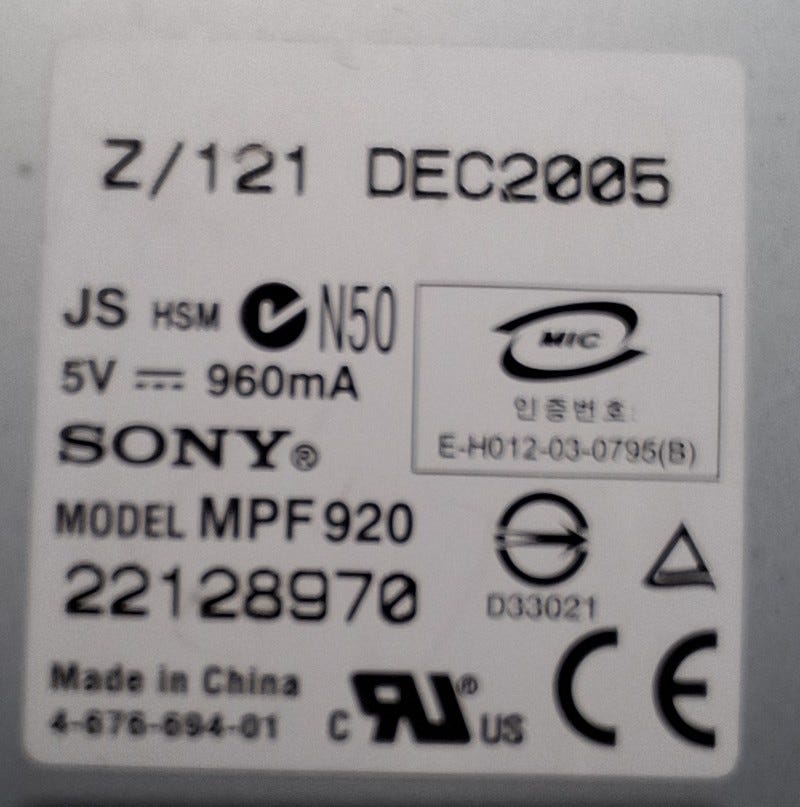 Z/121 DEC2005
JS HSM N50
5V 960mA
SONY®
MODEL MPF920
22128970
Made in China
4-676-694-01
MIC
인증번호:
E-H012-03-0795(B)
D33021
C RU® US
CE